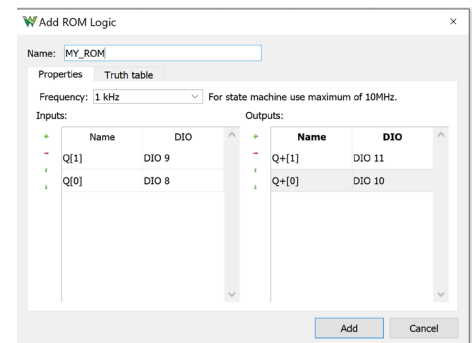 Add ROM Logic
Name: MY_ROM
Properties Truth table
Frequency: 1 kHz For state machine use maximum of 10MHz.
Inputs: Outputs:
Name DIO Name DIO
Q[1] DIO 9 Q+[1] DIO 11
Q[0] DIO 8 Q+[0] DIO 10
Add Cancel